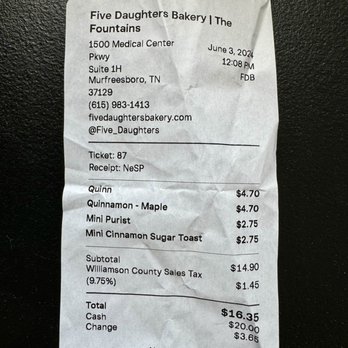 Five Daughters Bakery | The
Fountains
1500 Medical Center June 3, 2024
Pkwy 12:08 PM
Suite 1H FDB
Murfreesboro, TN
37129
(615) 983-1413
fivedaughtersbakery.com
@Five_Daughters
Ticket: 87
Receipt: NeSP
Quinn $4.70
Quinnamon - Maple $4.70
Mini Purist $2.75
Mini Cinnamon Sugar Toast $2.75
Subtotal $14.90
Williamson County Sales Tax $1.45
(9.75%)
Total $16.35
Cash $20.00
Change $3.65